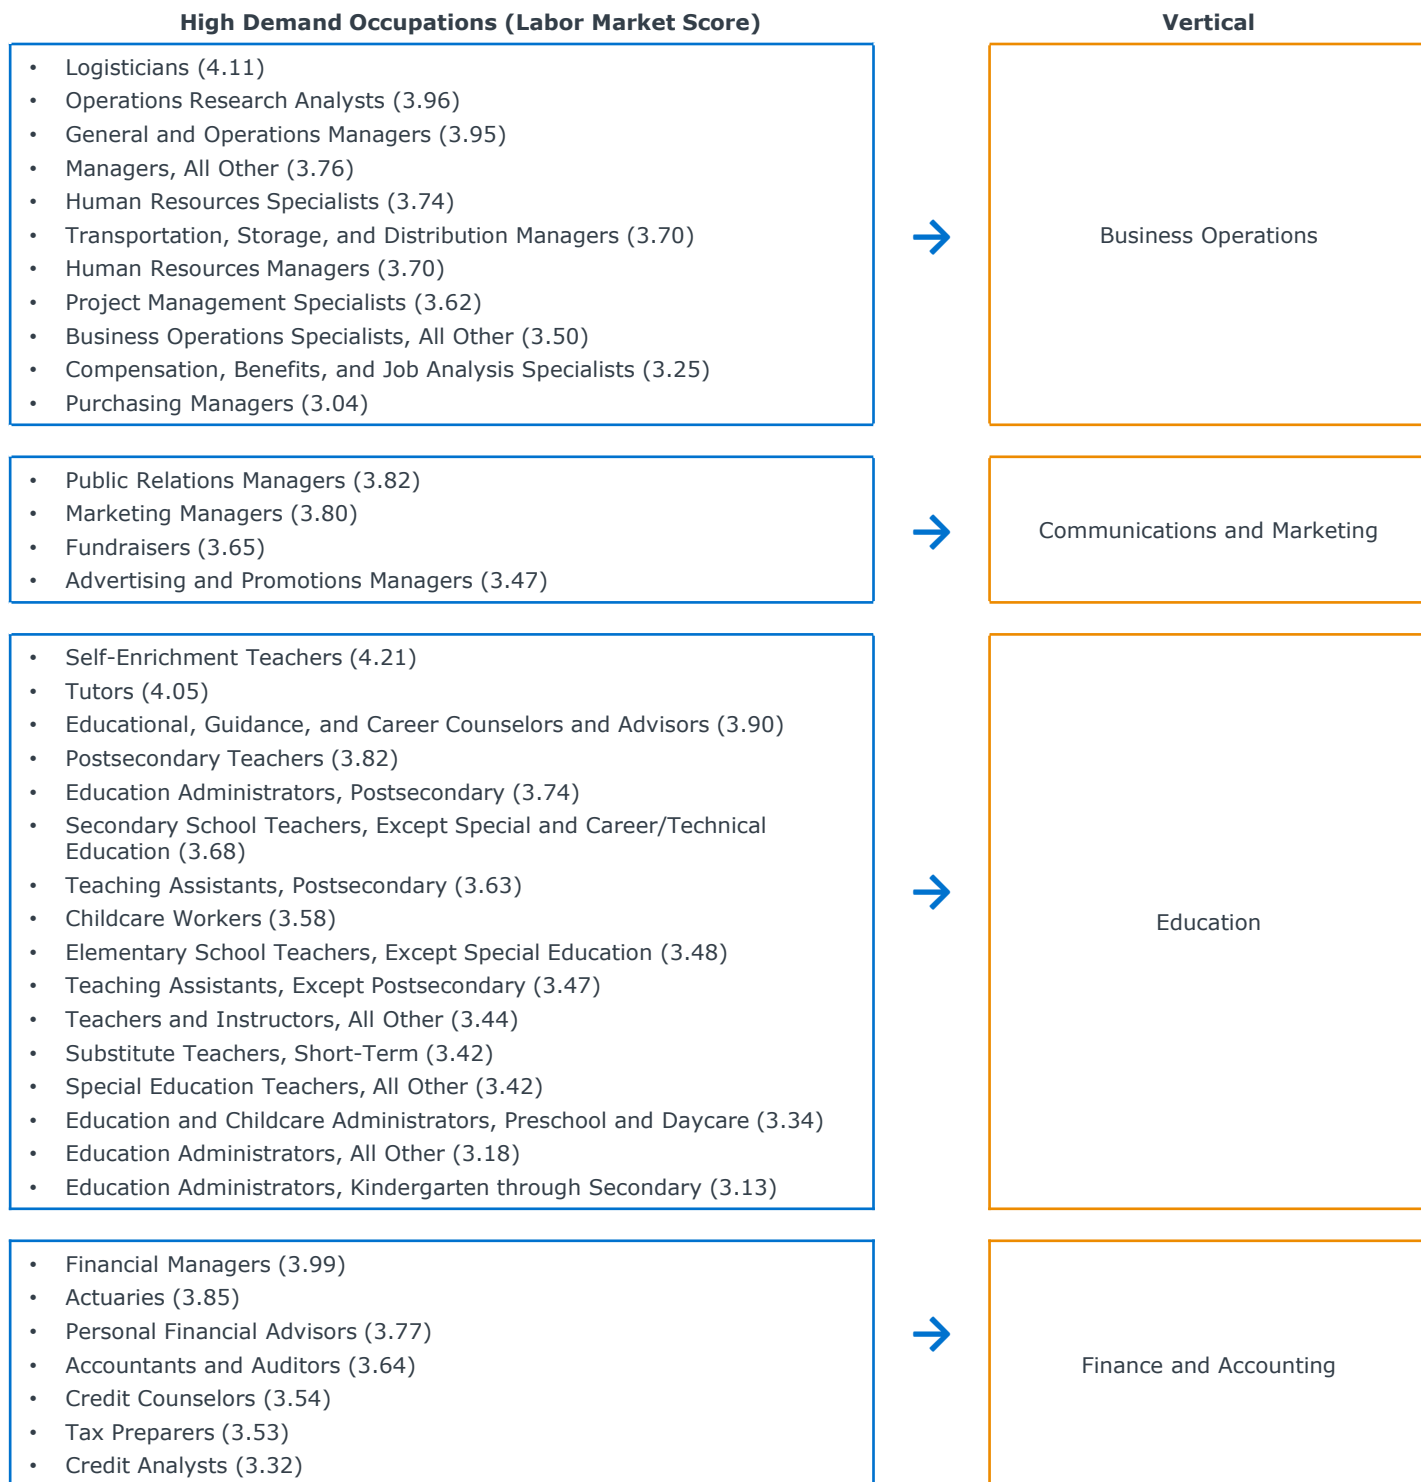 High Demand Occupations (Labor Market Score)
Vertical
• Logisticians (4.11)
• Operations Research Analysts (3.96)
• General and Operations Managers (3.95)
• Managers, All Other (3.76)
• Human Resources Specialists (3.74)
• Transportation, Storage, and Distribution Managers (3.70)
• Human Resources Managers (3.70)
• Project Management Specialists (3.62)
• Business Operations Specialists, All Other (3.50)
• Compensation, Benefits, and Job Analysis Specialists (3.25)
• Purchasing Managers (3.04)
Business Operations
• Public Relations Managers (3.82)
• Marketing Managers (3.80)
• Fundraisers (3.65)
• Advertising and Promotions Managers (3.47)
Communications and Marketing
• Self-Enrichment Teachers (4.21)
• Tutors (4.05)
• Educational, Guidance, and Career Counselors and Advisors (3.90)
• Postsecondary Teachers (3.82)
• Education Administrators, Postsecondary (3.74)
• Secondary School Teachers, Except Special and Career/Technical
Education (3.68)
• Teaching Assistants, Postsecondary (3.63)
• Childcare Workers (3.58)
• Elementary School Teachers, Except Special Education (3.48)
• Teaching Assistants, Except Postsecondary (3.47)
• Teachers and Instructors, All Other (3.44)
• Substitute Teachers, Short-Term (3.42)
• Special Education Teachers, All Other (3.42)
• Education and Childcare Administrators, Preschool and Daycare (3.34)
• Education Administrators, All Other (3.18)
• Education Administrators, Kindergarten through Secondary (3.13)
Education
• Financial Managers (3.99)
• Actuaries (3.85)
• Personal Financial Advisors (3.77)
• Accountants and Auditors (3.64)
• Credit Counselors (3.54)
• Tax Preparers (3.53)
• Credit Analysts (3.32)
Finance and Accounting